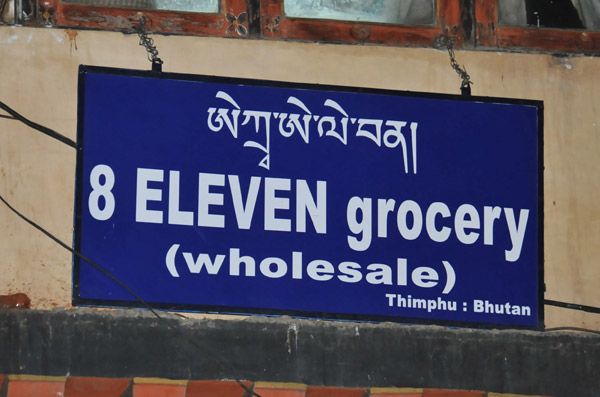 ཨེཀྲ་ཨེ་ལེ་བན།
8 ELEVEN grocery
(wholesale)
Thimphu : Bhutan